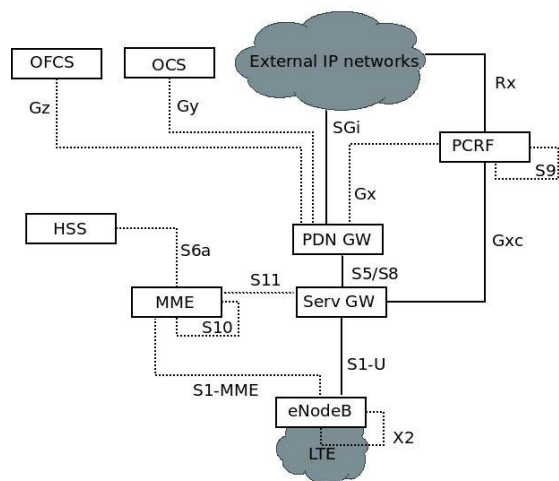 OFCS
OCS
External IP networks
Gz
Gy
Rx
SGi
PCRF
S9
Gx
HSS
PDN GW
Gxc
S6a
S11
S5/S8
MME
Serv GW
S10
S1-U
S1-MME
eNodeB
X2
LTE